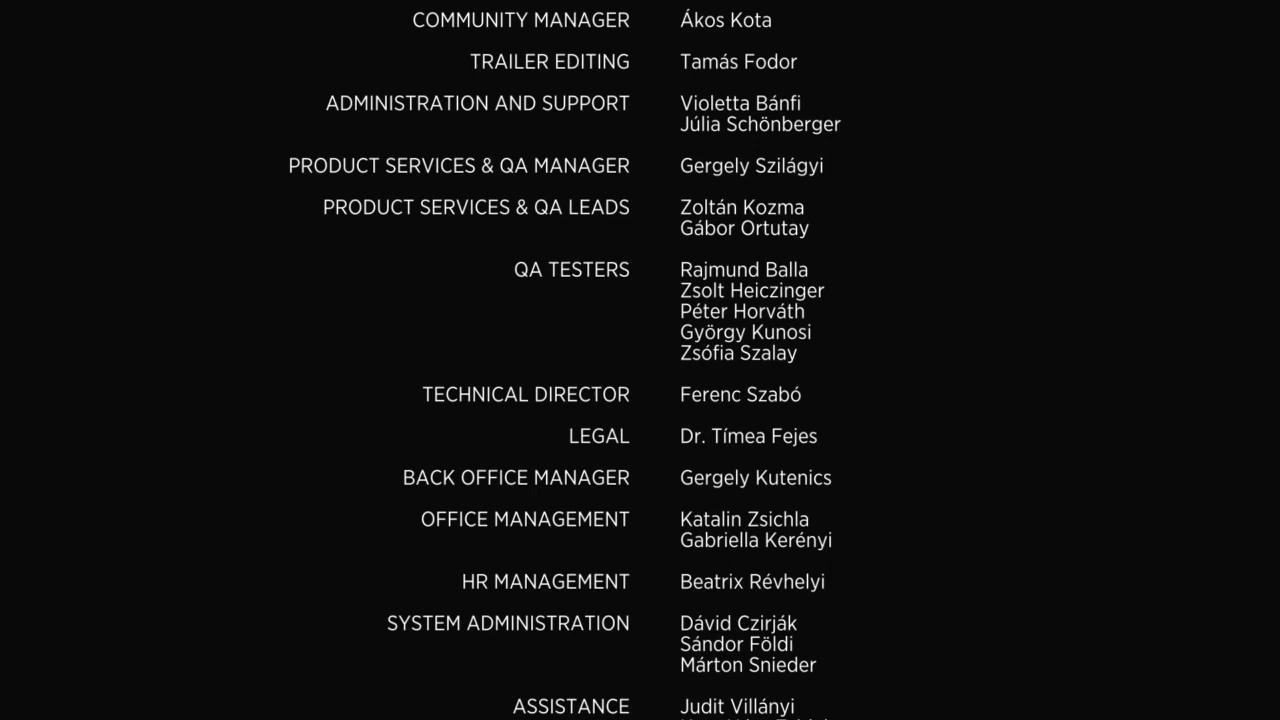 COMMUNITY MANAGER Ákos Kota
TRAILER EDITING Tamás Fodor
ADMINISTRATION AND SUPPORT Violetta Bánfi
Júlia Schönberger
PRODUCT SERVICES & QA MANAGER Gergely Szilágyi
PRODUCT SERVICES & QA LEADS Zoltán Kozma
Gábor Ortutay
QA TESTERS Rajmund Balla
Zsolt Heiczinger
Péter Horváth
György Kunosi
Zsófia Szalay
TECHNICAL DIRECTOR Ferenc Szabó
LEGAL Dr. Tímea Fejes
BACK OFFICE MANAGER Gergely Kutenics
OFFICE MANAGEMENT Katalin Zsichla
Gabriella Kerényi
HR MANAGEMENT Beatrix Révhelyi
SYSTEM ADMINISTRATION Dávid Czirják
Sándor Földi
Márton Snieder
ASSISTANCE Judit Villányi